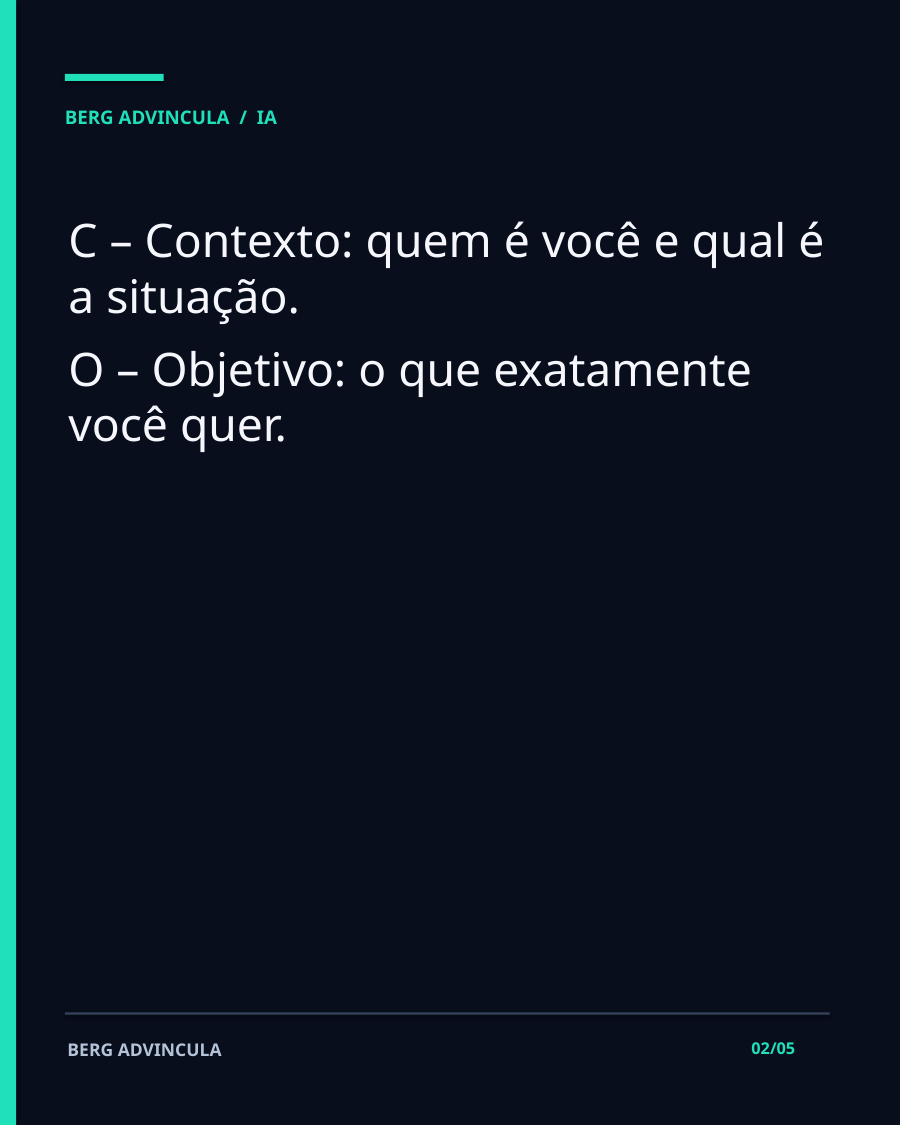 BERG ADVINCULA / IA
C – Contexto: quem é você e qual é
a situação.
O – Objetivo: o que exatamente
você quer.
BERG ADVINCULA
02/05